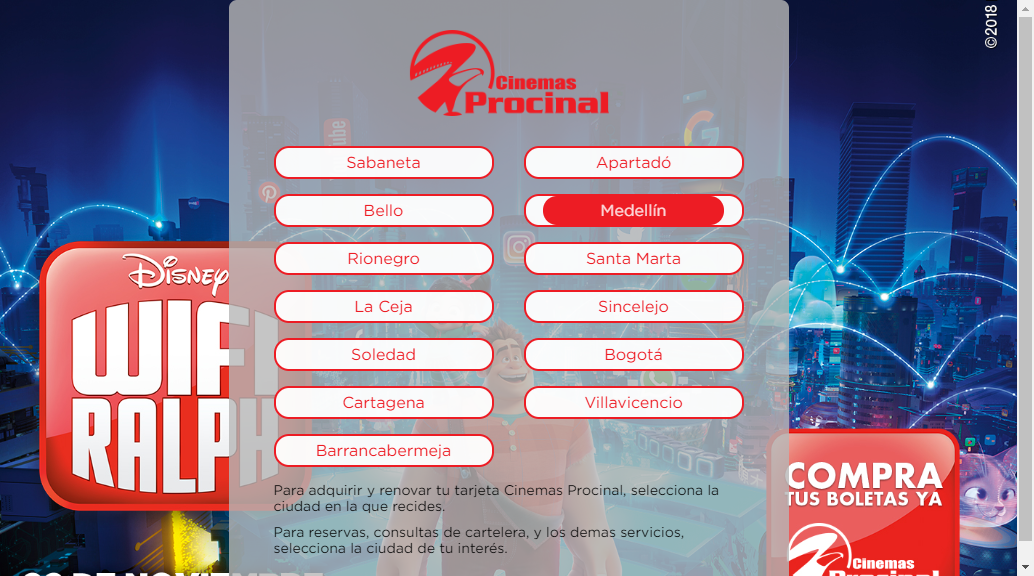 ©2018
Cinemas
Procinal
Sabaneta
Apartadó
Bello
Medellín
Rionegro
Santa Marta
La Ceja
Sincelejo
Soledad
Bogotá
Cartagena
Villavicencio
Barrancabermeja
Para adquirir y renovar tu tarjeta Cinemas Procinal, selecciona la
ciudad en la que recides.
Para reservas, consultas de cartelera, y los demas servicios,
selecciona la ciudad de tu interés.
Disney
WIFI
RALPH
COMPRA
TUS BOLETAS YA
Cinemas
Procinal
DE NOVIEMBRE